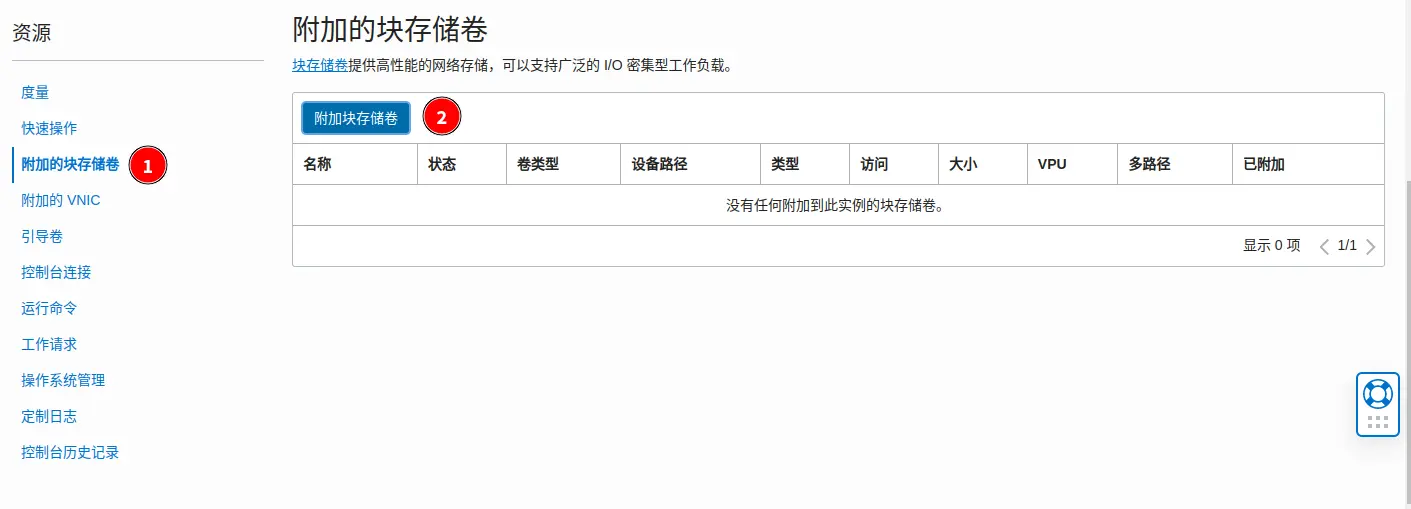 资源
度量
快速操作
附加的块存储卷 1
附加的 VNIC
引导卷
控制台连接
运行命令
工作请求
操作系统管理
定制日志
控制台历史记录
附加的块存储卷
块存储卷提供高性能的网络存储，可以支持广泛的 I/O 密集型工作负载。
附加块存储卷 2
名称 状态 卷类型 设备路径 类型 访问 大小 VPU 多路径 已附加
没有任何附加到此实例的块存储卷。
显示 0 项 1/1